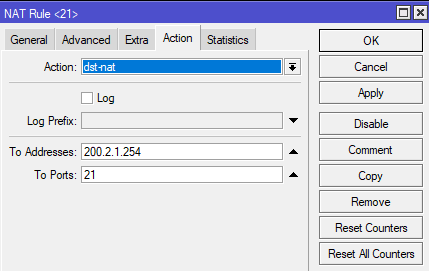 NAT Rule <21>
General Advanced Extra Action Statistics
Action: dst-nat
Log
Log Prefix:
To Addresses: 200.2.1.254
To Ports: 21
OK
Cancel
Apply
Disable
Comment
Copy
Remove
Reset Counters
Reset All Counters